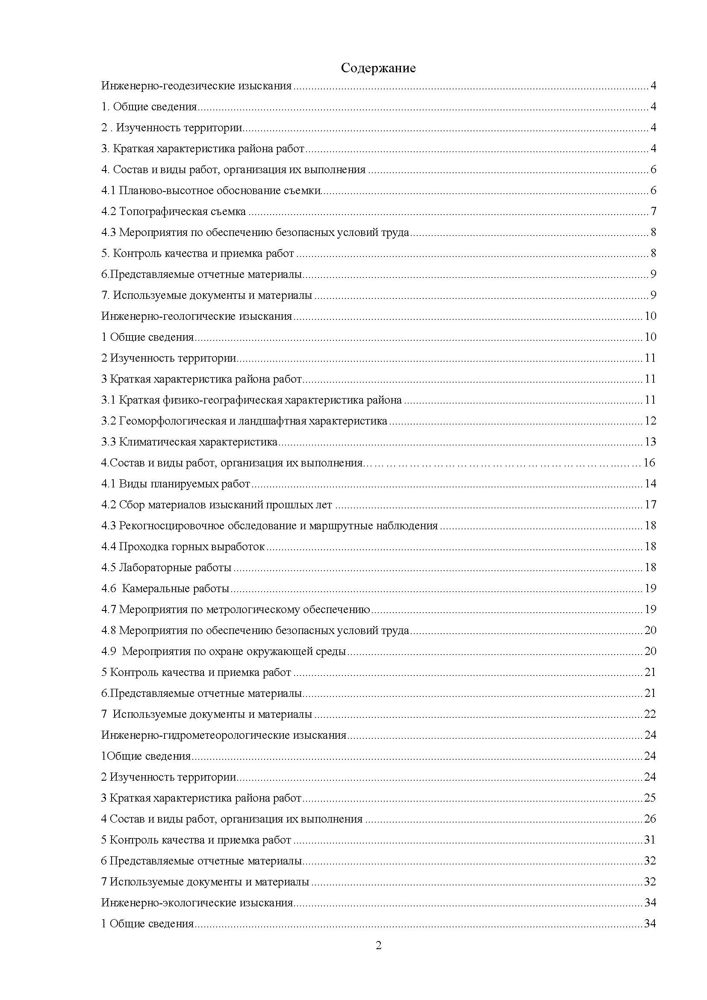 Содержание
Инженерно-геодезические изыскания 4
1. Общие сведения 4
2 . Изученность территории 4
3. Краткая характеристика района работ 4
4. Состав и виды работ, организация их выполнения 6
4.1 Планово-высотное обоснование съемки 6
4.2 Топографическая съемка 7
4.3 Мероприятия по обеспечению безопасных условий труда 8
5. Контроль качества и приемка работ 8
6.Представляемые отчетные материалы 9
7. Используемые документы и материалы 9
Инженерно-геологические изыскания 10
1 Общие сведения 10
2 Изученность территории 11
3 Краткая характеристика района работ 11
3.1 Краткая физико-географическая характеристика района 11
3.2 Геоморфологическая и ландшафтная характеристика 12
3.3 Климатическая характеристика 13
4.Состав и виды работ, организация их выполнения 16
4.1 Виды планируемых работ 14
4.2 Сбор материалов изысканий прошлых лет 17
4.3 Рекогносцировочное обследование и маршрутные наблюдения 18
4.4 Проходка горных выработок 18
4.5 Лабораторные работы 18
4.6 Камеральные работы 19
4.7 Мероприятия по метрологическому обеспечению 19
4.8 Мероприятия по обеспечению безопасных условий труда 20
4.9 Мероприятия по охране окружающей среды 20
5 Контроль качества и приемка работ 21
6.Представляемые отчетные материалы 21
7 Используемые документы и материалы 22
Инженерно-гидрометеорологические изыскания 24
1Общие сведения 24
2 Изученность территории 24
3 Краткая характеристика района работ 25
4 Состав и виды работ, организация их выполнения 26
5 Контроль качества и приемка работ 31
6 Представляемые отчетные материалы 32
7 Используемые документы и материалы 32
Инженерно-экологические изыскания 34
1 Общие сведения 34
2